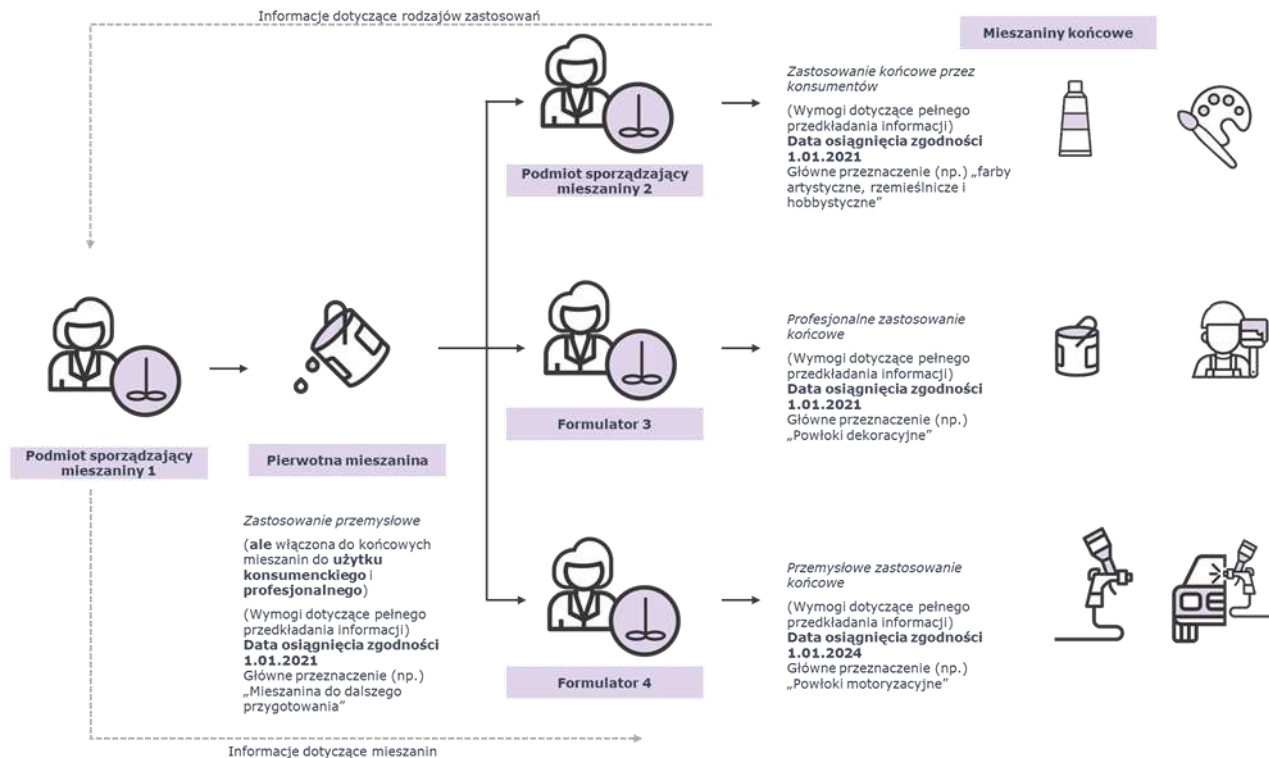 Informacje dotyczące rodzajów zastosowań
Mieszaniny końcowe
Zastosowanie końcowe przez
konsumentów
(Wymogi dotyczące pełnego
przedkładania informacji)
Data osiągnięcia zgodności
1.01.2021
Główne przeznaczenie (np.) „farby
artystyczne, rzemieślnicze i
hobbystyczne”
Podmiot sporządzający
mieszaniny 2
Profesjonalne zastosowanie
końcowe
(Wymogi dotyczące pełnego
przedkładania informacji)
Data osiągnięcia zgodności
1.01.2021
Główne przeznaczenie (np.)
„Powłoki dekoracyjne”
Formulator 3
Podmiot sporządzający
mieszaniny 1
Pierwotna mieszanina
Zastosowanie przemysłowe
(ale włączona do końcowych
mieszanin do użytku
konsumenckiego i
profesjonalnego)
(Wymogi dotyczące pełnego
przedkładania informacji)
Data osiągnięcia zgodności
1.01.2021
Główne przeznaczenie (np.)
„Mieszanina do dalszego
przygotowania”
Przemysłowe zastosowanie
końcowe
(Wymogi dotyczące pełnego
przedkładania informacji)
Data osiągnięcia zgodności
1.01.2024
Główne przeznaczenie (np.)
„Powłoki motoryzacyjne”
Formulator 4
Informacje dotyczące mieszanin